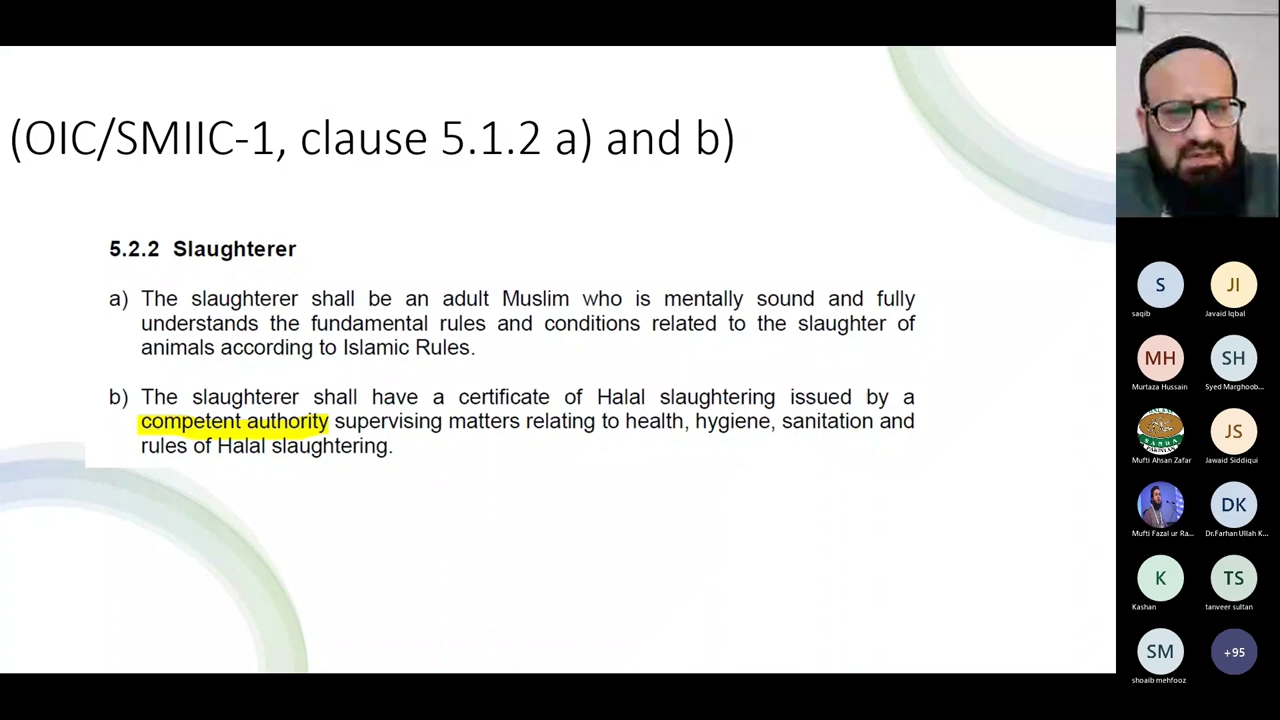 (OIC/SMIIC-1, clause 5.1.2 a) and b)
5.2.2 Slaughterer
a) The slaughterer shall be an adult Muslim who is mentally sound and fully
understands the fundamental rules and conditions related to the slaughter of
animals according to Islamic Rules.
b) The slaughterer shall have a certificate of Halal slaughtering issued by a
competent authority supervising matters relating to health, hygiene, sanitation and
rules of Halal slaughtering.
S
JI
saqib
Javaid Iqbal
MH
SH
Murtaza Hussain
Syed Marghoob...
SANHA
PAKISTAN
JS
Mufti Ahsan Zafar
Jawaid Siddiqui
DK
Mufti Fazal ur Ra...
Dr.Farhan Ullah K...
K
TS
Kashan
tanveer sultan
SM
+95
shoaib mehfooz